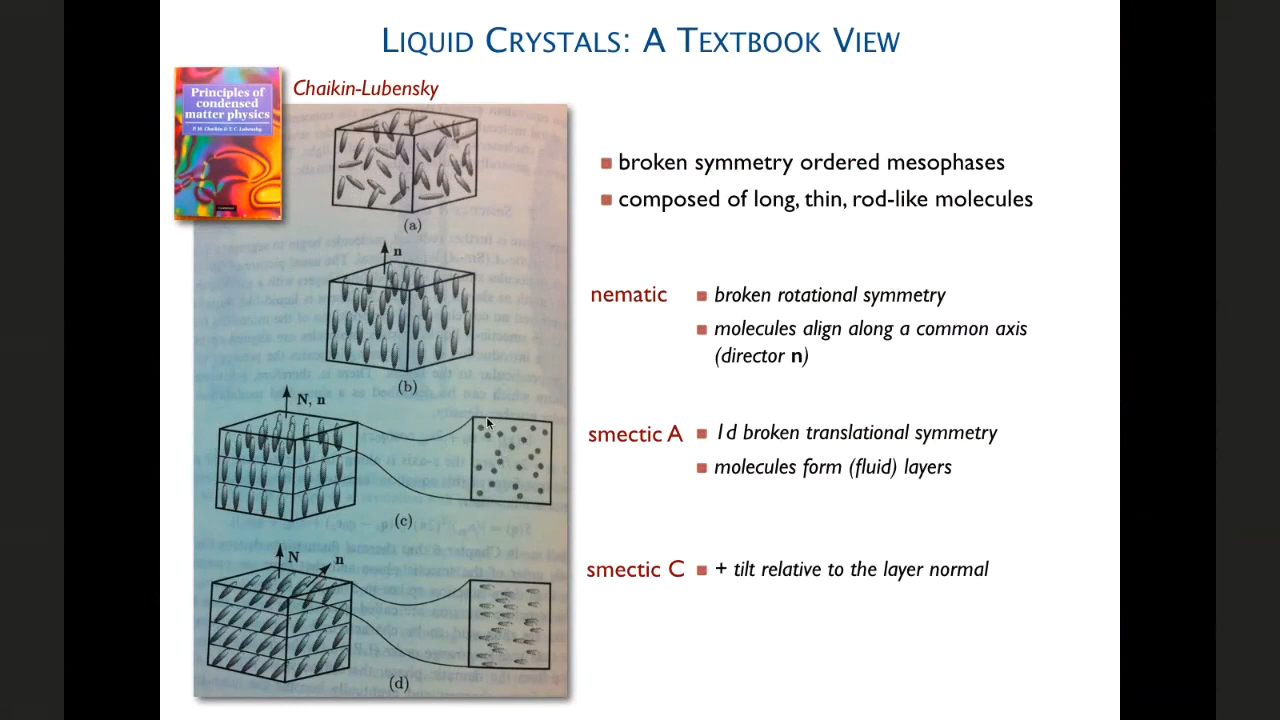 LIQUID CRYSTALS: A TEXTBOOK VIEW
Principles of
condensed
matter physics
P. M. Chaikin & T. C. Lubensky
Chaikin-Lubensky
(a)
broken symmetry ordered mesophases
composed of long, thin, rod-like molecules
n
(b)
nematic
broken rotational symmetry
molecules align along a common axis
(director n)
N, n
(c)
smectic A
1d broken translational symmetry
molecules form (fluid) layers
N
n
(d)
smectic C
+ tilt relative to the layer normal